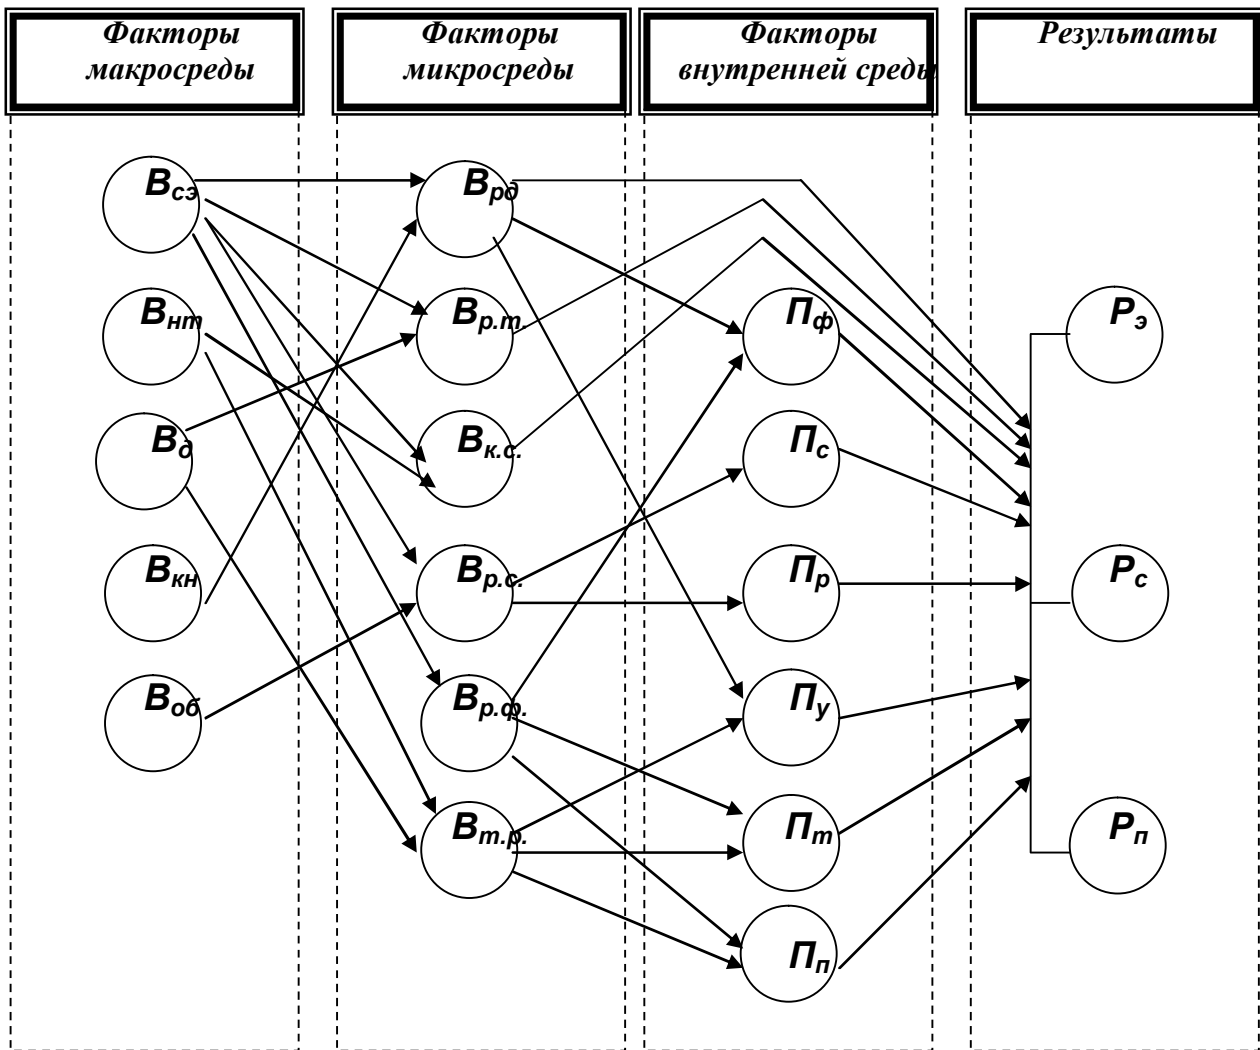 Факторы
макросреды
Факторы
микросреды
Факторы
внутренней среды
Результаты
Всэ
Внт
Вд
Вкн
Воб
Врд
Вр.т.
Вк.с.
Вр.с.
Вр.ф.
Вт.р.
Пф
Пс
Пр
Пу
Пт
Пп
Рэ
Рс
Рп